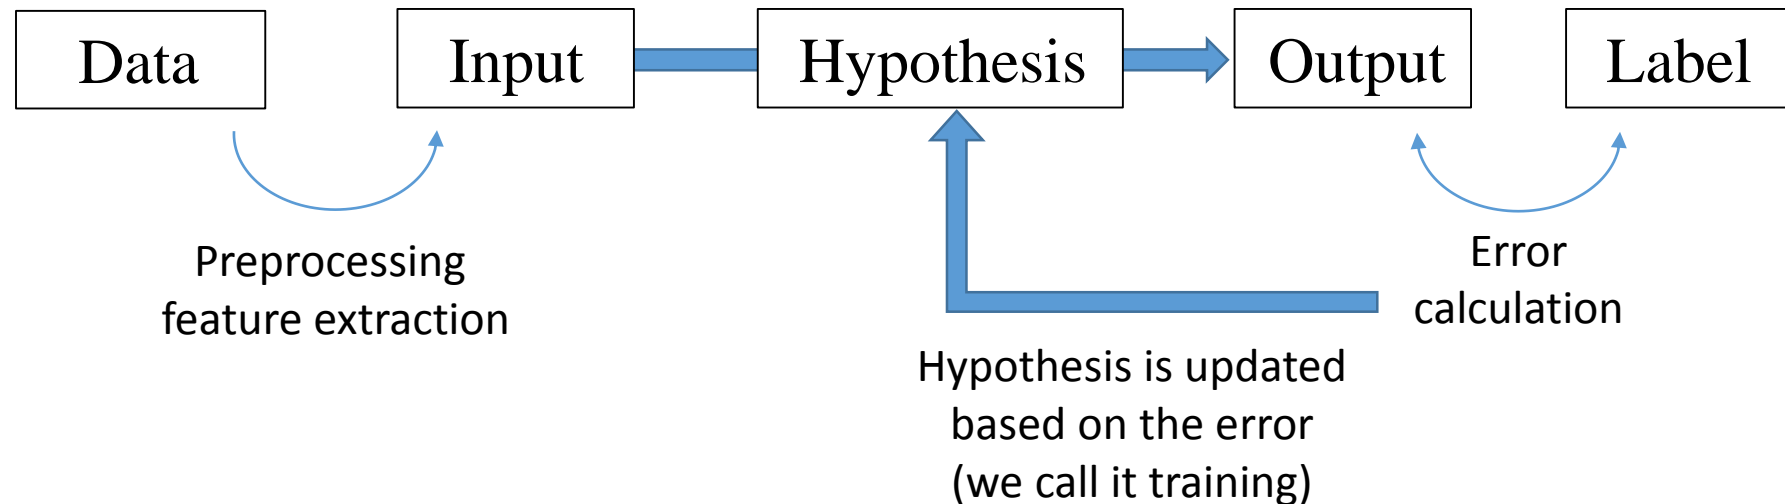 Data
Input
Hypothesis
Output
Label
Preprocessing
feature extraction
Error
calculation
Hypothesis is updated
based on the error
(we call it training)